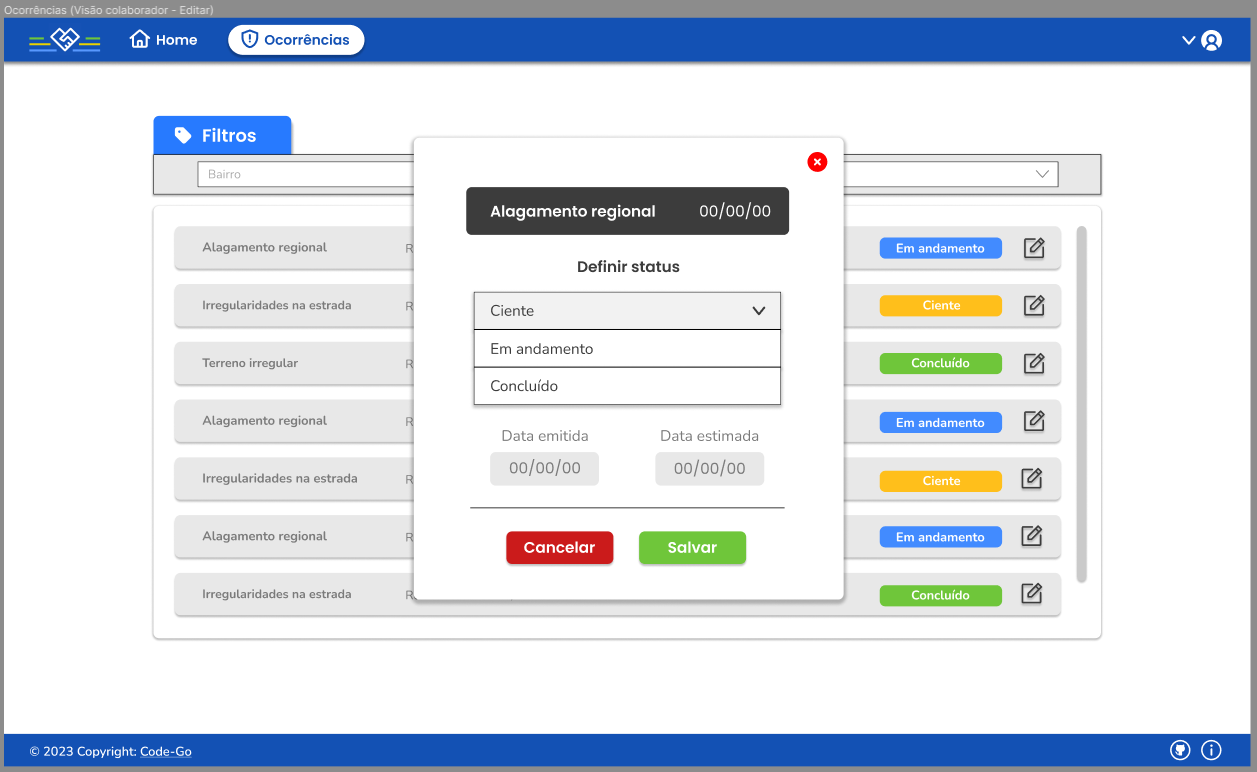 Ocorrências (Visão colaborador - Editar)
Home
Ocorrências
Filtros
Bairro
Alagamento regional 00/00/00
Definir status
Ciente
Em andamento
Concluído
Data emitida Data estimada
00/00/00 00/00/00
Cancelar Salvar
Alagamento regional R Em andamento
Irregularidades na estrada R Ciente
Terreno irregular R Concluído
Alagamento regional R Em andamento
Irregularidades na estrada R Ciente
Alagamento regional R Em andamento
Irregularidades na estrada R Concluído
© 2023 Copyright: Code-Go